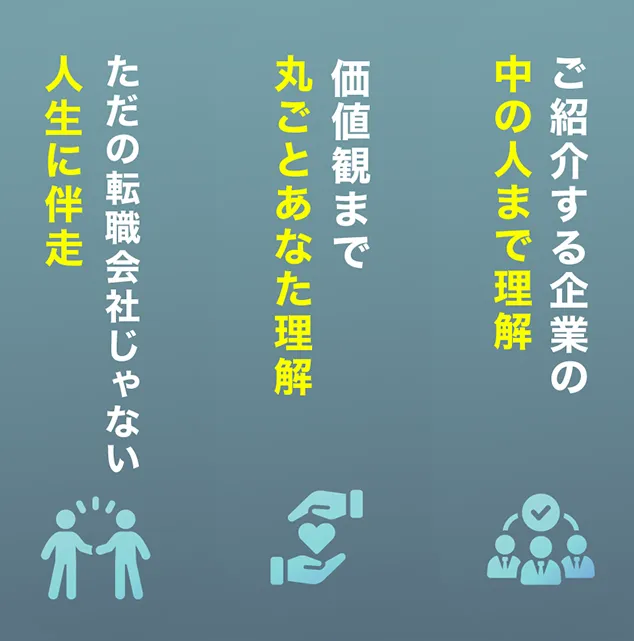 ご紹介する企業の
中の人まで理解
価値観まで
丸ごとあなた理解
ただの転職会社じゃない
人生に伴走